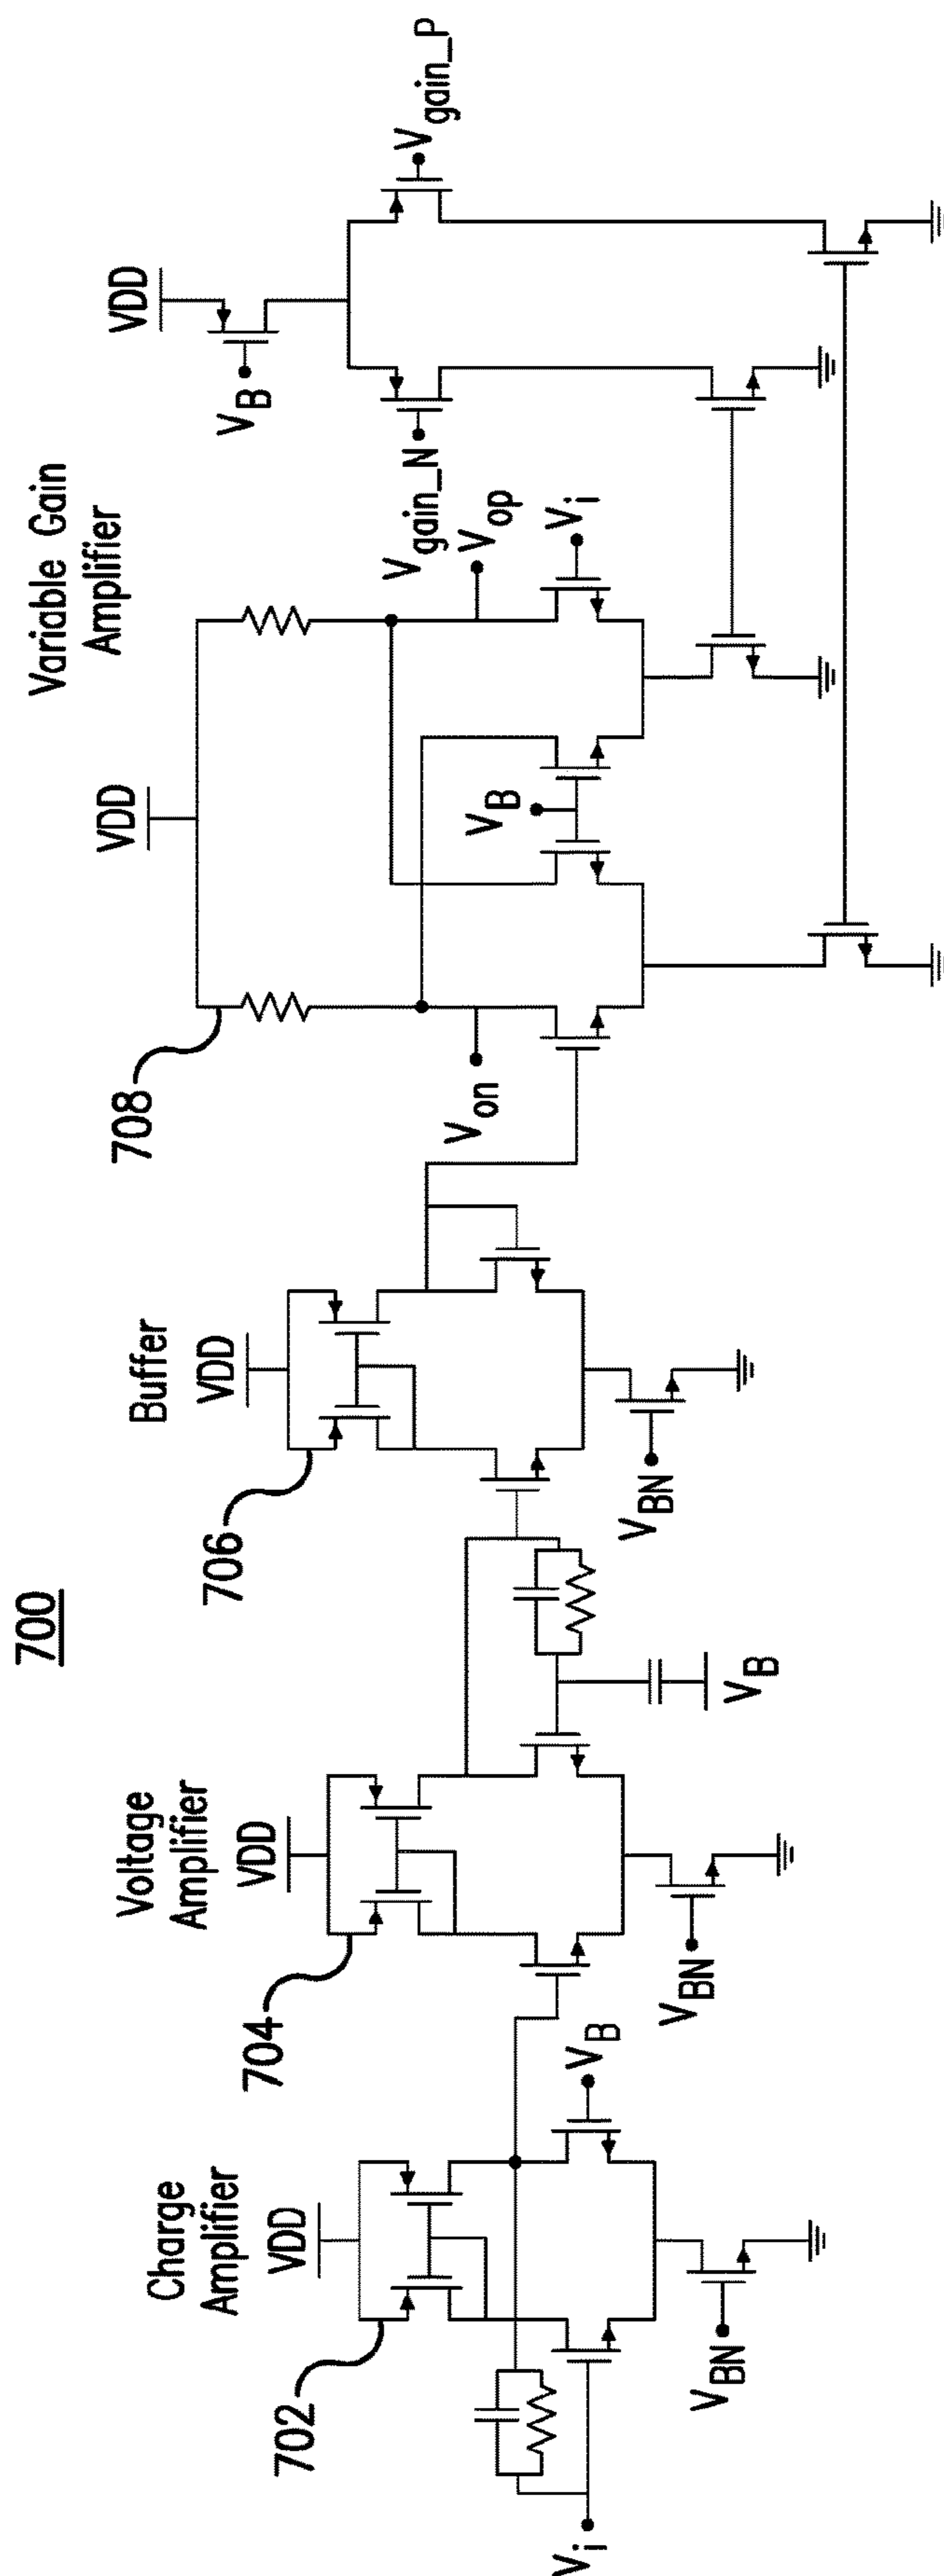 700
Charge
Amplifier
VDD
702
Vi
VB
VBN
Voltage
Amplifier
VDD
704
VBN
VB
Buffer
VDD
706
VBN
Variable Gain
Amplifier
VDD
708
Von
VB
Vop
Vi
VDD
VB
Vgain_N
Vgain_P